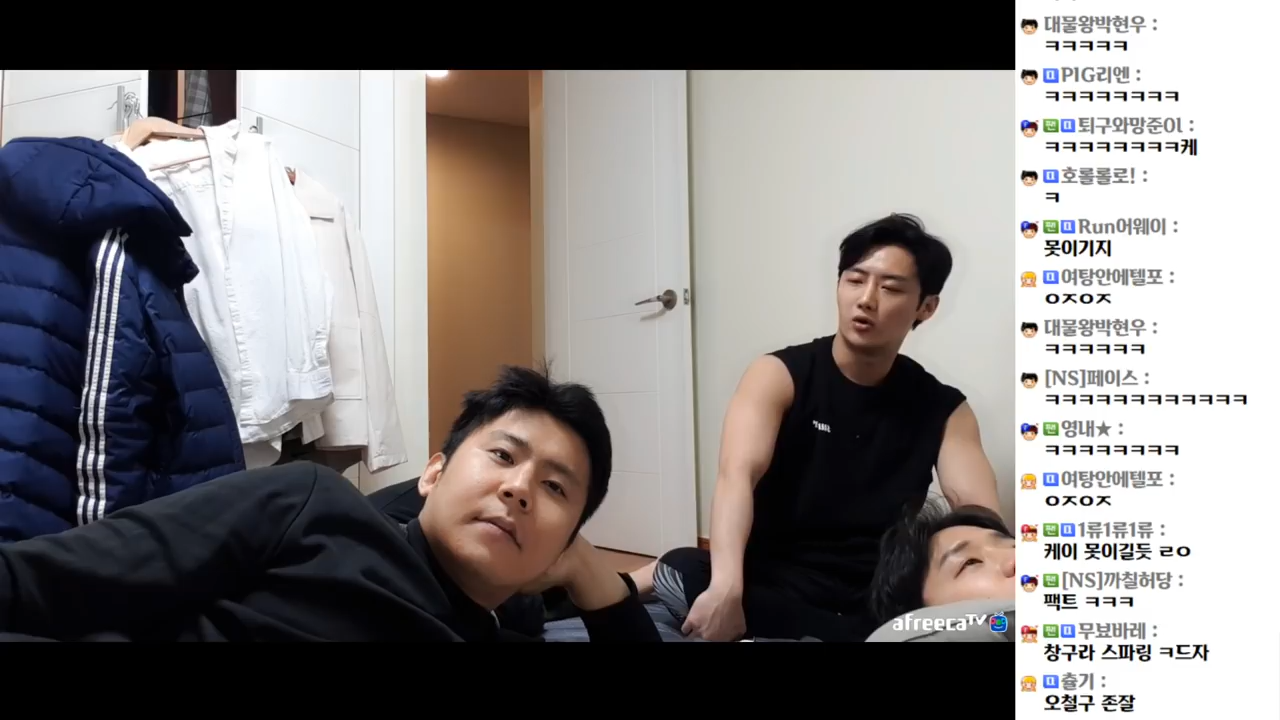 대물왕박현우 :
ㅋㅋㅋㅋㅋ
PIG리엔 :
ㅋㅋㅋㅋㅋㅋㅋㅋ
퇴구와망준이 :
ㅋㅋㅋㅋㅋㅋㅋㅋ케
호롤롤로! :
ㅋ
Run어웨이 :
못이기지
여탕안에텔포 :
ㅇㅈㅇㅈ
대물왕박현우 :
ㅋㅋㅋㅋㅋㅋ
[NS]페이스 :
ㅋㅋㅋㅋㅋㅋㅋㅋㅋㅋㅋㅋ
영내★ :
ㅋㅋㅋㅋㅋㅋㅋㅋ
여탕안에텔포 :
ㅇㅈㅇㅈ
1류1류1류 :
케이 못이길듯 ㄹㅇ
[NS]까칠허당 :
팩트 ㅋㅋㅋ
무뵤바레 :
창구라 스파링 ㅋ드자
츌기 :
오철구 존잘
afreecaTV